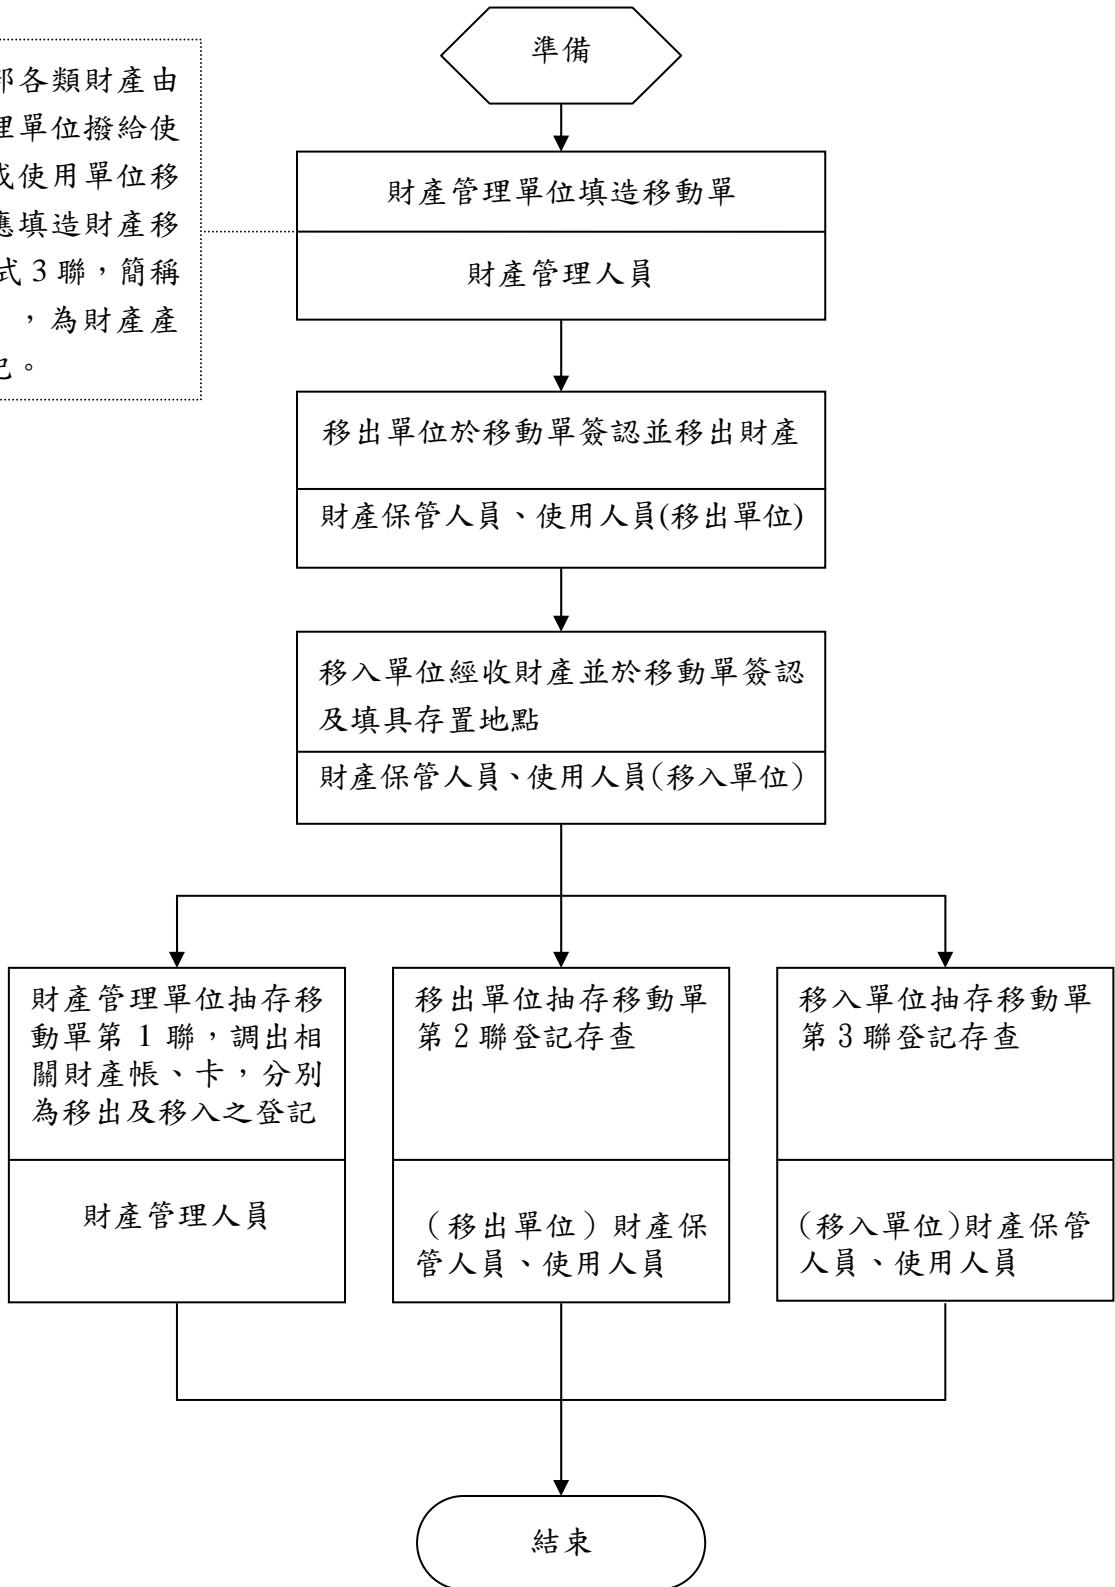 準備
部各類財產由
理單位撥給使
或使用單位移
應填造財產移
式3聯，簡稱
，為財產產
記。
財產管理單位填造移動單
財產管理人員
移出單位於移動單簽認並移出財產
財產保管人員、使用人員(移出單位)
移入單位經收財產並於移動單簽認
及填具存置地點
財產保管人員、使用人員(移入單位)
財產管理單位抽存移
動單第1聯，調出相
關財產帳、卡，分別
為移出及移入之登記
財產管理人員
移出單位抽存移動單
第2聯登記存查
（移出單位）財產保
管人員、使用人員
移入單位抽存移動單
第3聯登記存查
(移入單位)財產保管
人員、使用人員
結束